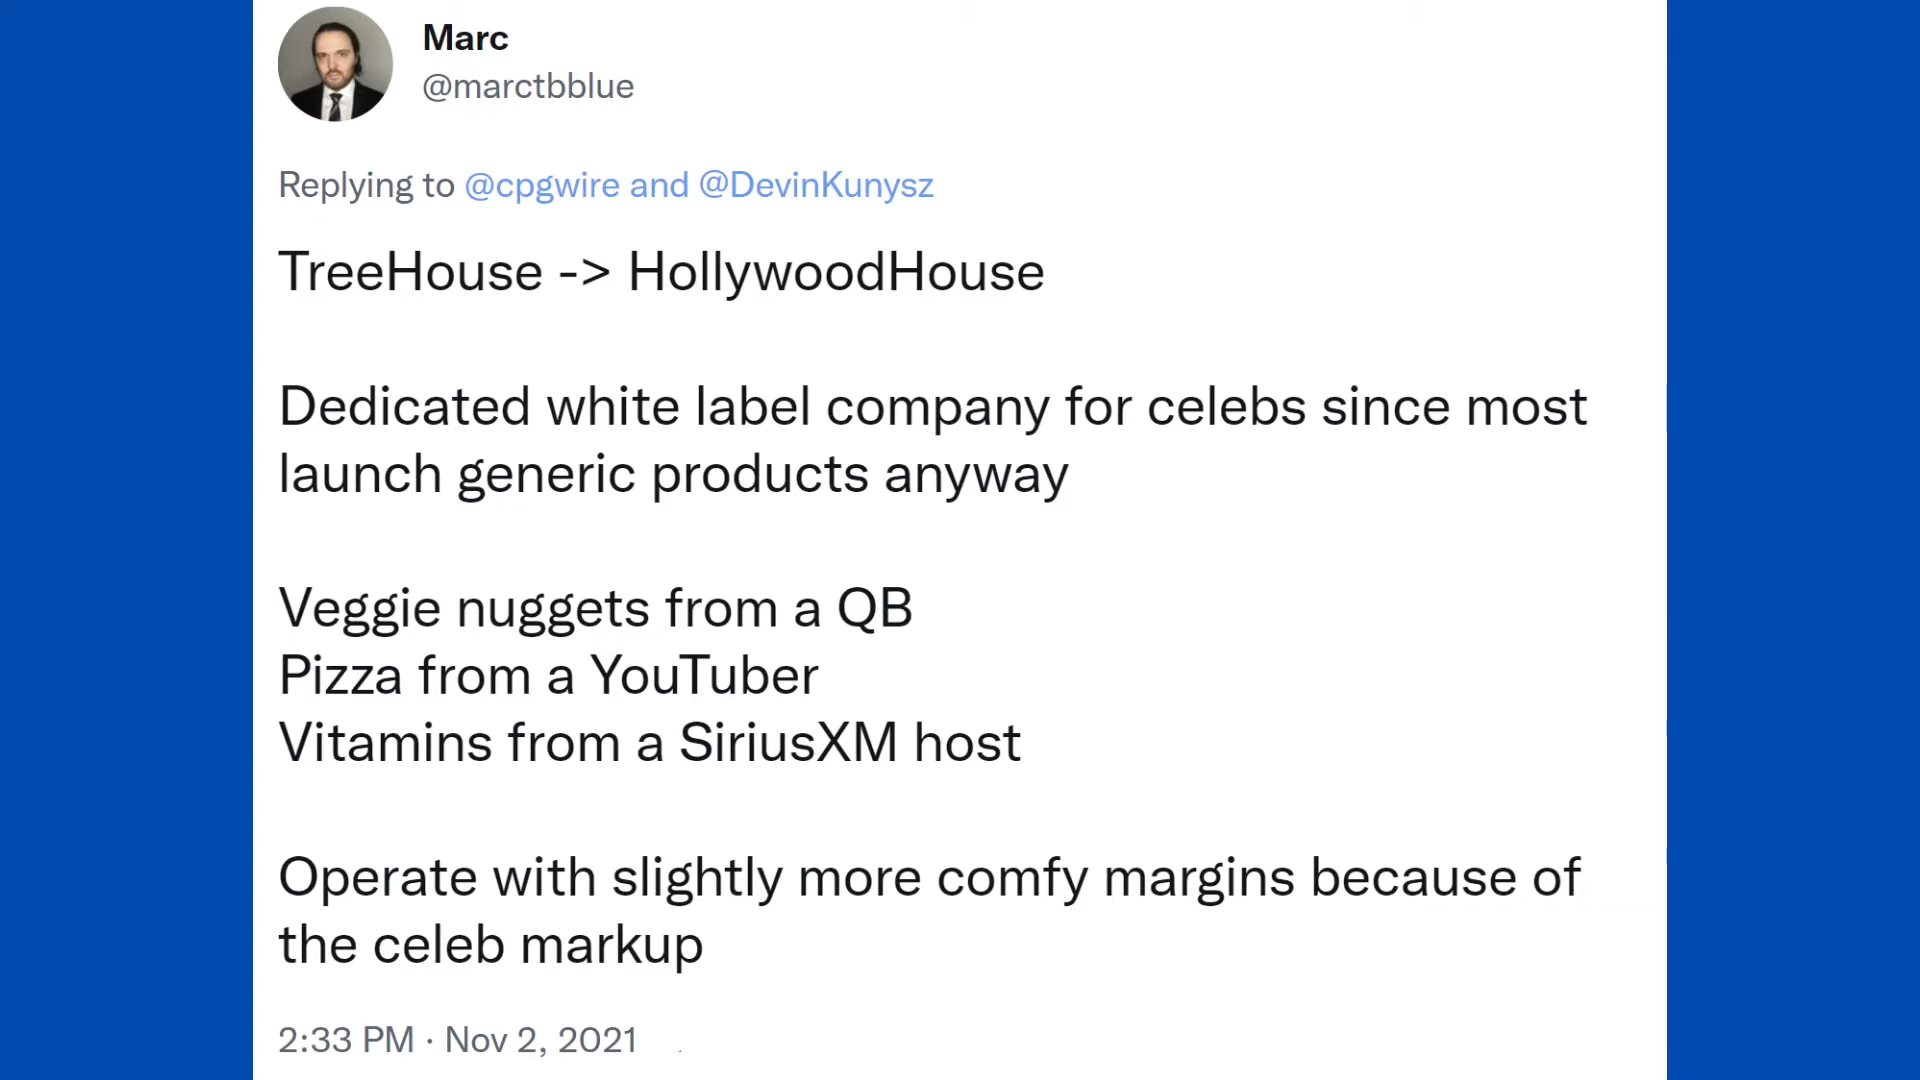 Marc
@marctbblue
Replying to @cpgwire and @DevinKunysz
TreeHouse -> HollywoodHouse
Dedicated white label company for celebs since most
launch generic products anyway
Veggie nuggets from a QB
Pizza from a YouTuber
Vitamins from a SiriusXM host
Operate with slightly more comfy margins because of
the celeb markup
2:33 PM · Nov 2, 2021